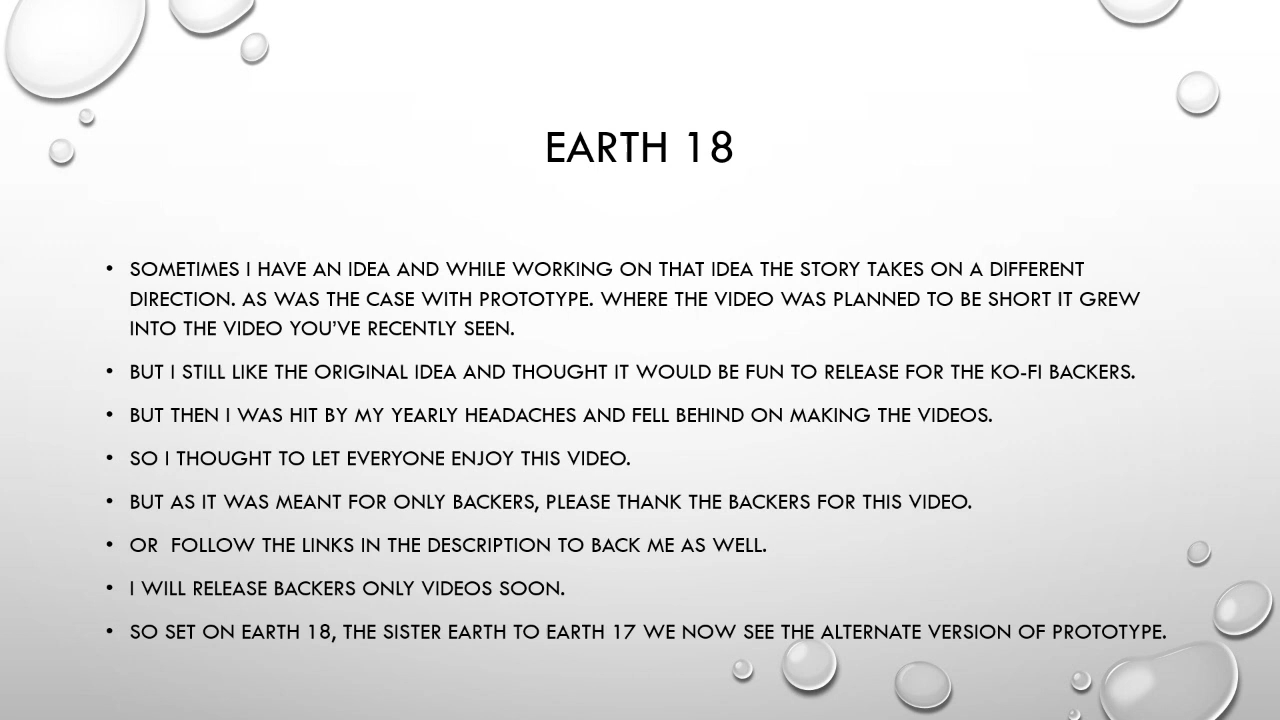 EARTH 18
• SOMETIMES I HAVE AN IDEA AND WHILE WORKING ON THAT IDEA THE STORY TAKES ON A DIFFERENT
DIRECTION. AS WAS THE CASE WITH PROTOTYPE. WHERE THE VIDEO WAS PLANNED TO BE SHORT IT GREW
INTO THE VIDEO YOU'VE RECENTLY SEEN.
• BUT I STILL LIKE THE ORIGINAL IDEA AND THOUGHT IT WOULD BE FUN TO RELEASE FOR THE KO-FI BACKERS.
• BUT THEN I WAS HIT BY MY YEARLY HEADACHES AND FELL BEHIND ON MAKING THE VIDEOS.
• SO I THOUGHT TO LET EVERYONE ENJOY THIS VIDEO.
• BUT AS IT WAS MEANT FOR ONLY BACKERS, PLEASE THANK THE BACKERS FOR THIS VIDEO.
• OR  FOLLOW THE LINKS IN THE DESCRIPTION TO BACK ME AS WELL.
• I WILL RELEASE BACKERS ONLY VIDEOS SOON.
• SO SET ON EARTH 18, THE SISTER EARTH TO EARTH 17 WE NOW SEE THE ALTERNATE VERSION OF PROTOTYPE.